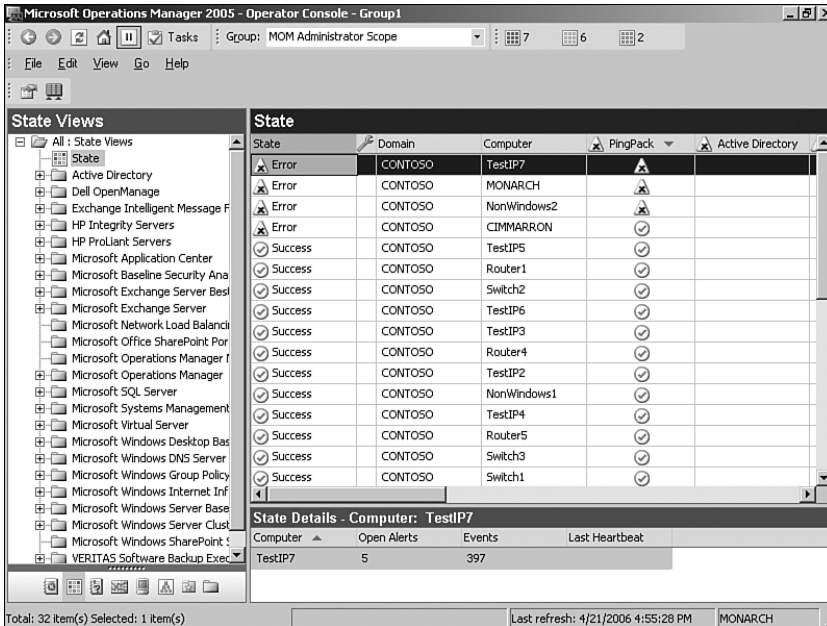 Microsoft Operations Manager 2005 - Operator Console - Group1
Tasks Group: MOM Administrator Scope 7 6 2
File Edit View Go Help
State Views
All : State Views
State
Active Directory
Dell OpenManage
Exchange Intelligent Message F
HP Integrity Servers
HP ProLiant Servers
Microsoft Application Center
Microsoft Baseline Security Ana
Microsoft Exchange Server Best
Microsoft Exchange Server
Microsoft Network Load Balanci
Microsoft Office SharePoint Por
Microsoft Operations Manager
Microsoft Operations Manager
Microsoft SQL Server
Microsoft Systems Management
Microsoft Virtual Server
Microsoft Windows Desktop Bas
Microsoft Windows DNS Server
Microsoft Windows Group Policy
Microsoft Windows Internet Inf
Microsoft Windows Server Base
Microsoft Windows Server Clust
Microsoft Windows SharePoint
VERITAS Software Backup Exec
State
State Domain Computer PingPack Active Directory
Error CONTOSO TestIP7
Error CONTOSO MONARCH
Error CONTOSO NonWindows2
Error CONTOSO CIMMARRON
Success CONTOSO TestIP5
Success CONTOSO Router1
Success CONTOSO Switch2
Success CONTOSO TestIP6
Success CONTOSO TestIP3
Success CONTOSO Router4
Success CONTOSO TestIP2
Success CONTOSO NonWindows1
Success CONTOSO TestIP4
Success CONTOSO Router5
Success CONTOSO Switch3
Success CONTOSO Switch1
State Details - Computer: TestIP7
Computer Open Alerts Events Last Heartbeat
TestIP7 5 397
Total: 32 item(s) Selected: 1 item(s) Last refresh: 4/21/2006 4:55:28 PM MONARCH